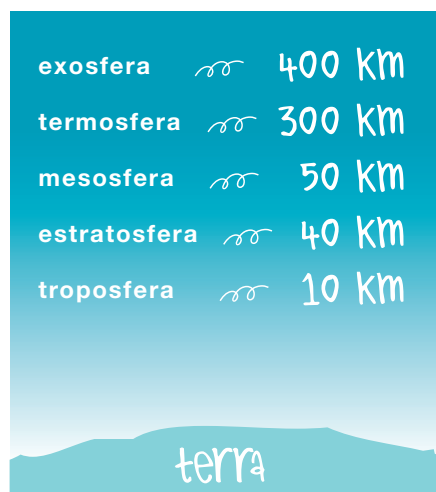 exosfera 400 km
termosfera 300 km
mesosfera 50 km
estratosfera 40 km
troposfera 10 km
terra